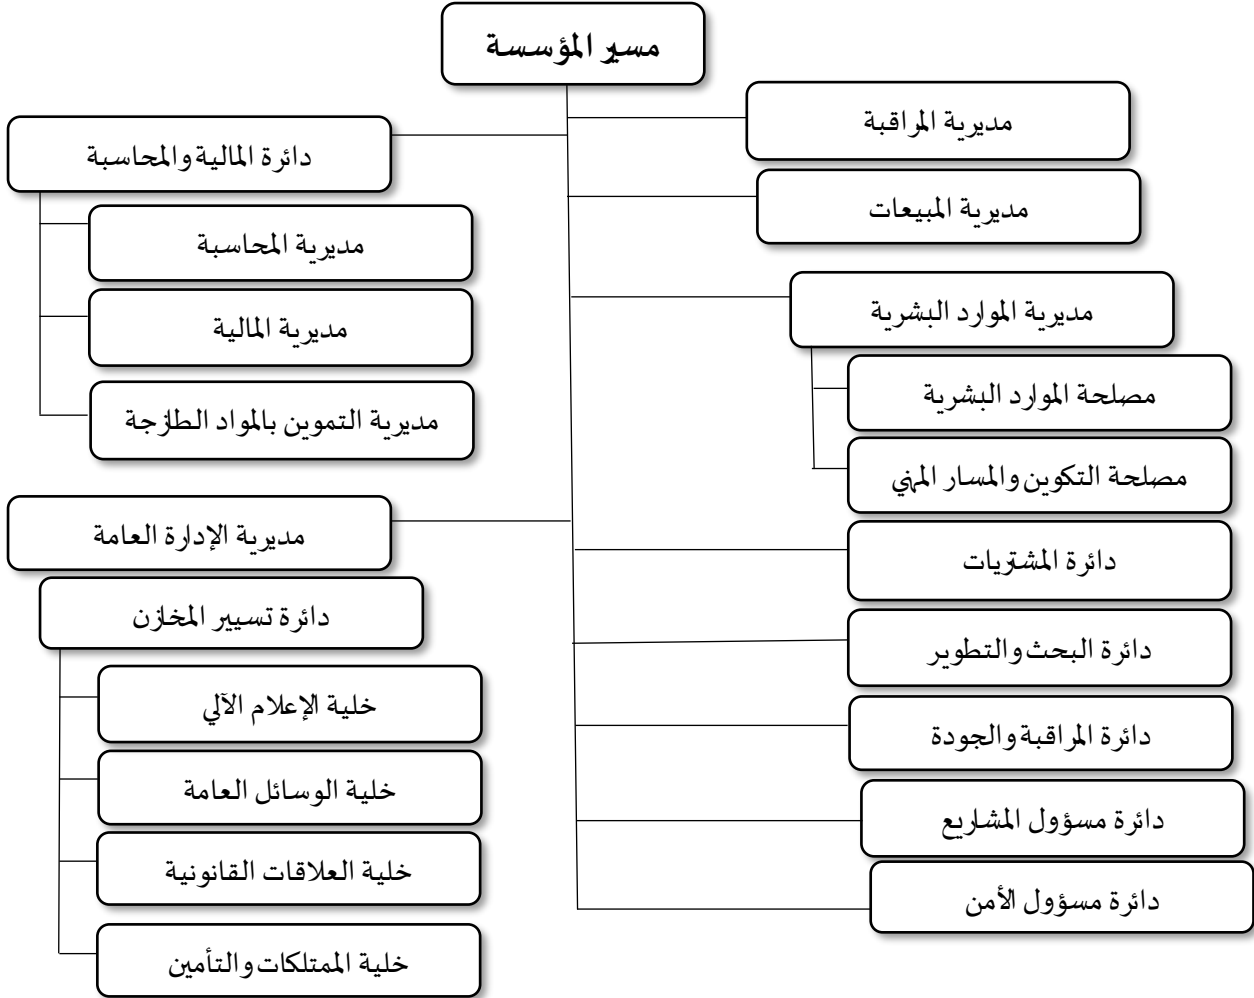 مسير المؤسسة
مديرية المراقبة
مديرية المبيعات
مديرية الموارد البشرية
مصلحة الموارد البشرية
مصلحة التكوين والمسار المهني
دائرة المشتريات
دائرة البحث والتطوير
دائرة المراقبة والجودة
دائرة مسؤول المشاريع
دائرة مسؤول الأمن
دائرة المالية والمحاسبة
مديرية المحاسبة
مديرية المالية
مديرية التموين بالمواد الطازجة
مديرية الإدارة العامة
دائرة تسيير المخازن
خلية الإعلام الآلي
خلية الوسائل العامة
خلية العلاقات القانونية
خلية الممتلكات والتأمين